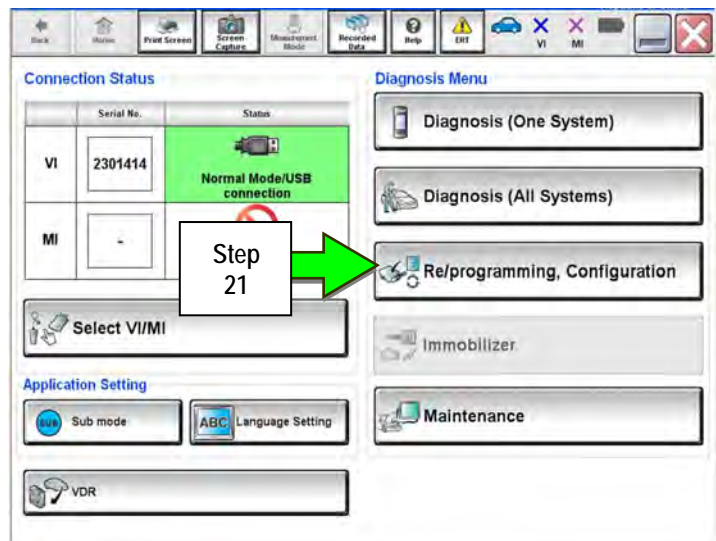 Back
Home
Print Screen
Screen
Capture
Measurement
Mode
Recorded
Data
Help
ERT
VI
MI
Connection Status
Serial No.
Status
VI
2301414
Normal Mode/USB
connection
MI
-
Step
21
Select VI/MI
Application Setting
SUB
Sub mode
ABC
Language Setting
VDR
Diagnosis Menu
Diagnosis (One System)
Diagnosis (All Systems)
Re/programming, Configuration
Immobilizer
Maintenance